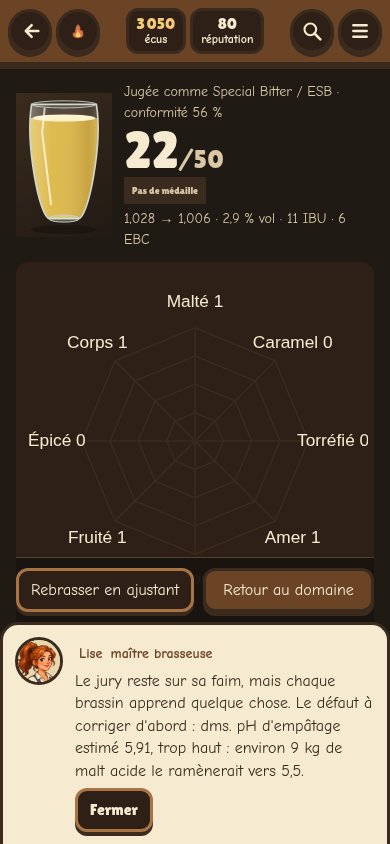 3 050
écus
80
réputation
Jugée comme Special Bitter / ESB ·
conformité 56 %
22/50
Pas de médaille
1,028 → 1,006 · 2,9 % vol · 11 IBU · 6
EBC
Malté 1
Corps 1
Caramel 0
Épicé 0
Torréfié 0
Fruité 1
Amer 1
Rebrasser en ajustant
Retour au domaine
Lise maître brasseuse
Le jury reste sur sa faim, mais chaque
brassin apprend quelque chose. Le défaut à
corriger d'abord : dms. pH d'empâtage
estimé 5,91, trop haut : environ 9 kg de
malt acide le ramènerait vers 5,5.
Fermer